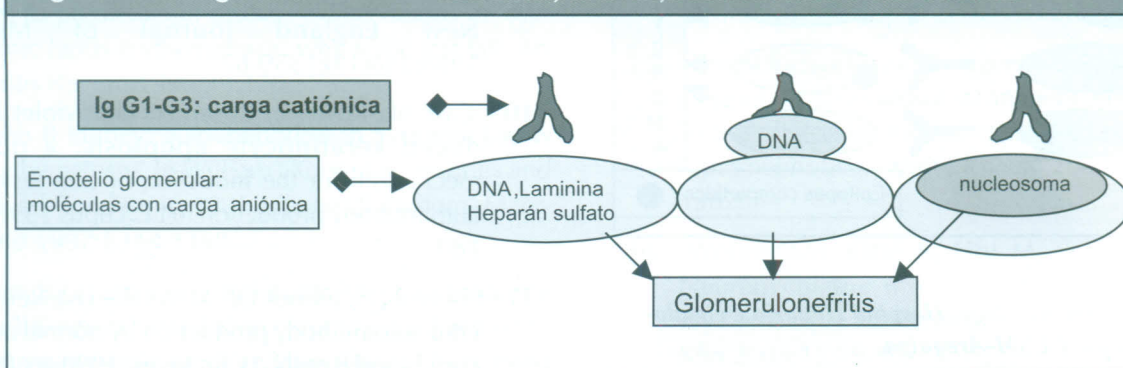 Ig G1-G3: carga catiónica
Endotelio glomerular:
moléculas con carga aniónica
DNA,Laminina
Heparán sulfato
DNA
nucleosoma
Glomerulonefritis